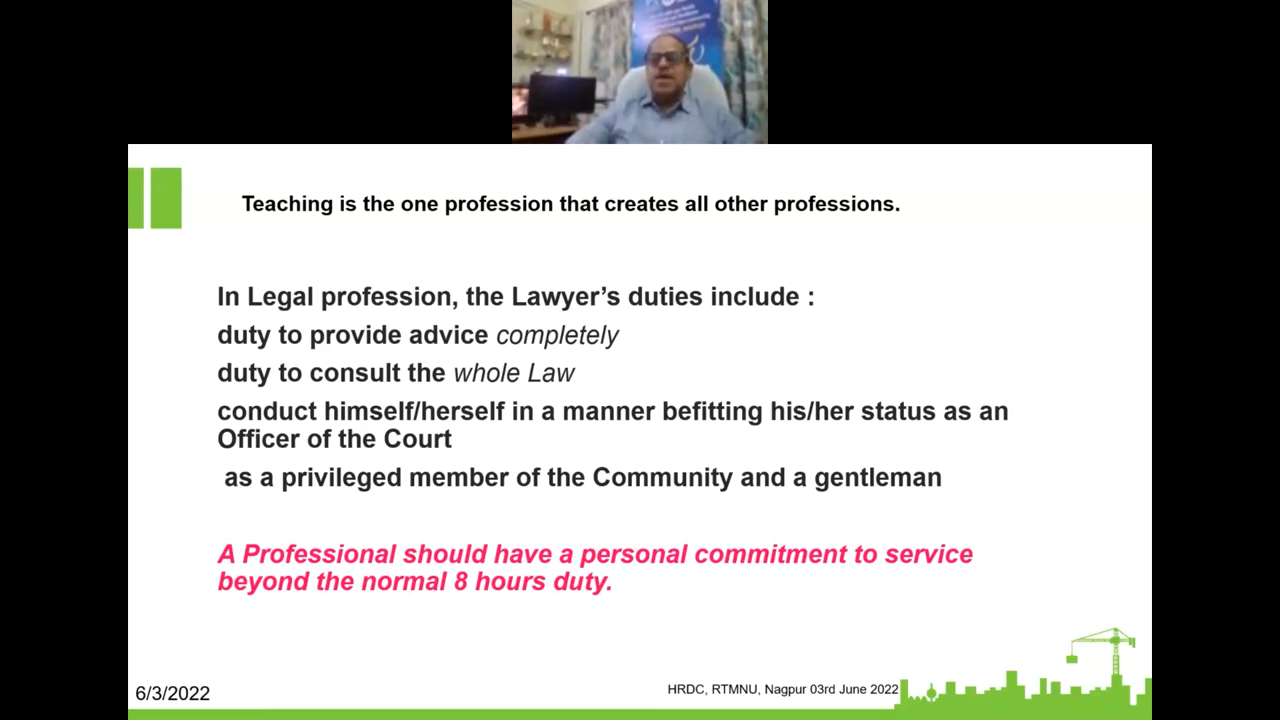 Teaching is the one profession that creates all other professions.
In Legal profession, the Lawyer’s duties include :
duty to provide advice completely
duty to consult the whole Law
conduct himself/herself in a manner befitting his/her status as an
Officer of the Court
as a privileged member of the Community and a gentleman
A Professional should have a personal commitment to service
beyond the normal 8 hours duty.
6/3/2022
HRDC, RTMNU, Nagpur 03rd June 2022